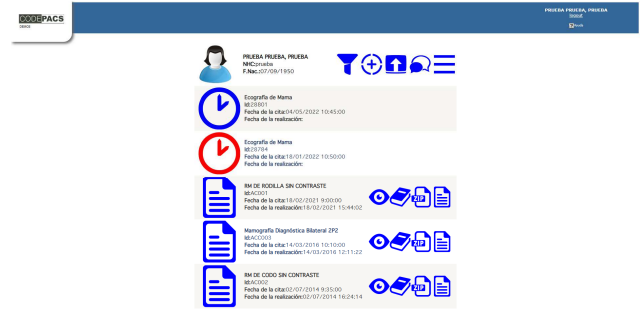 CODEPACS
PRUEBA PRUEBA, PRUEBA
logout
Ayuda
PRUEBA PRUEBA, PRUEBA
NHC:prueba
F.Nac.:07/09/1950
Ecografía de Mama
Id:28801
Fecha de la cita:04/05/2022 10:45:00
Fecha de la realización:
Ecografía de Mama
Id:28784
Fecha de la cita:18/01/2022 10:50:00
Fecha de la realización:
RM DE RODILLA SIN CONTRASTE
Id:AC001
Fecha de la cita:18/02/2021 9:00:00
Fecha de la realización:18/02/2021 15:44:02
ZIP
Mamografía Diagnóstica Bilateral 2P2
Id:ACC003
Fecha de la cita:14/03/2016 10:10:00
Fecha de la realización:14/03/2016 12:11:22
ZIP
RM DE CODO SIN CONTRASTE
Id:AC002
Fecha de la cita:02/07/2014 9:35:00
Fecha de la realización:02/07/2014 16:24:14
ZIP